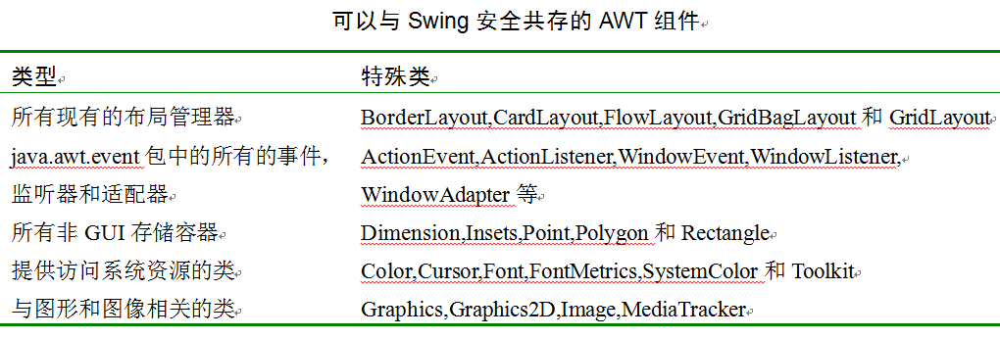 可以与 Swing 安全共存的 AWT 组件
类型 特殊类
所有现有的布局管理器 BorderLayout,CardLayout,FlowLayout,GridBagLayout 和 GridLayout
java.awt.event 包中的所有的事件， ActionEvent,ActionListener,WindowEvent,WindowListener,
监听器和适配器 WindowAdapter 等
所有非 GUI 存储容器 Dimension,Insets,Point,Polygon 和 Rectangle
提供访问系统资源的类 Color,Cursor,Font,FontMetrics,SystemColor 和 Toolkit
与图形和图像相关的类 Graphics,Graphics2D,Image,MediaTracker